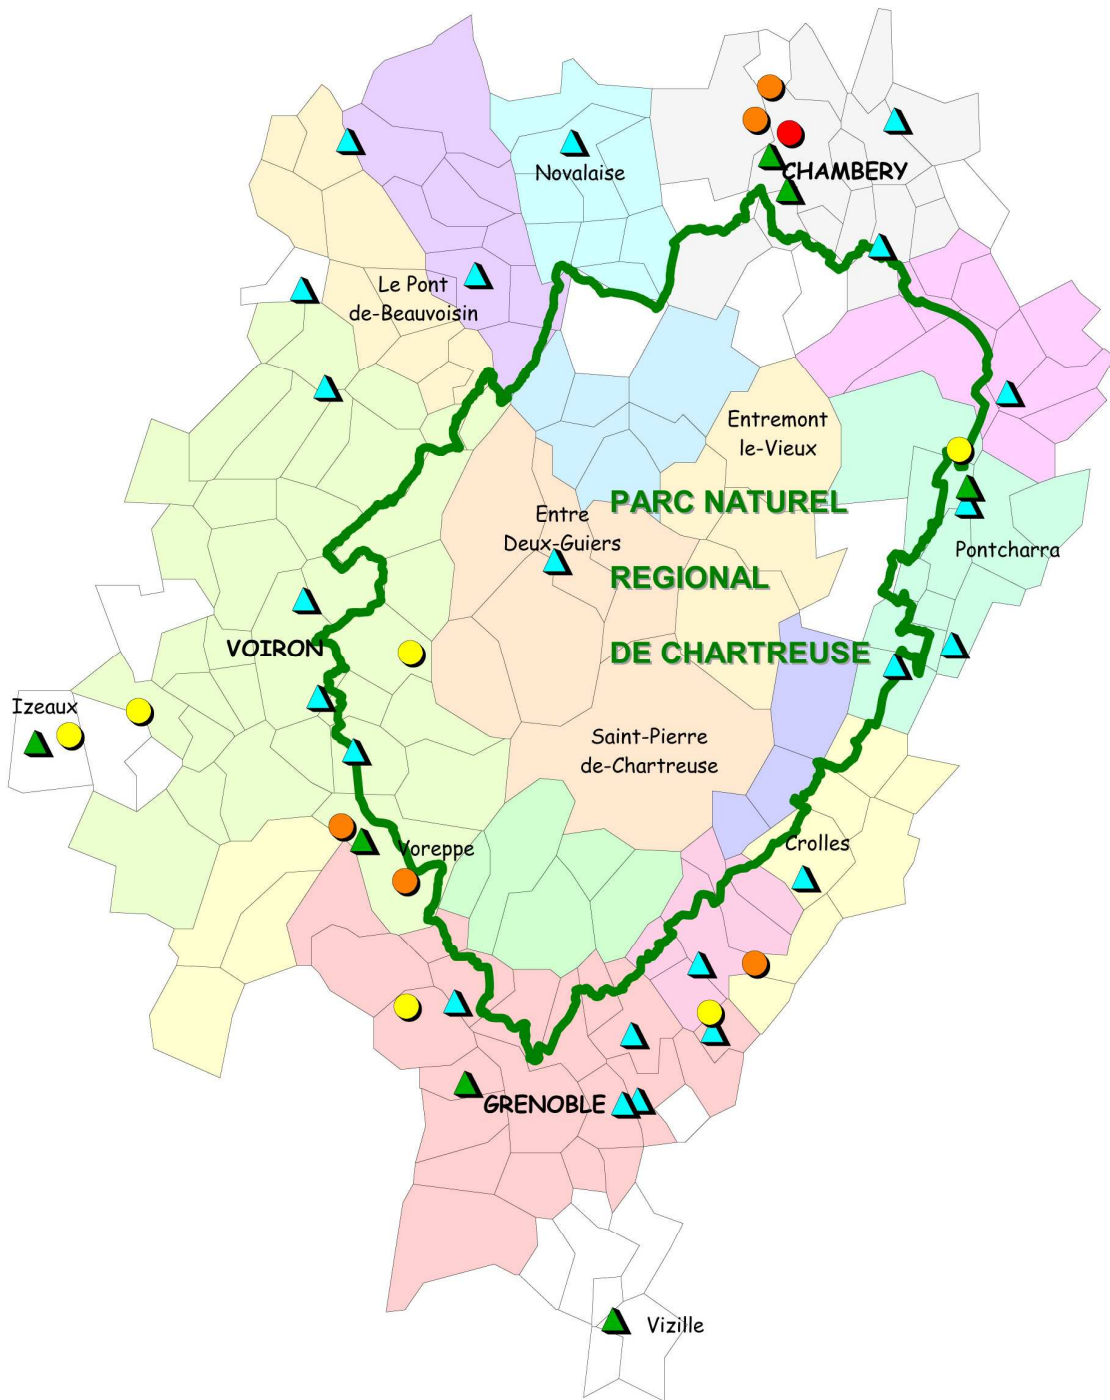 CHAMBERY
Novalaise
Le Pont
de-Beauvoisin
Entremont
le-Vieux
PARC NATUREL
Entre
Deux-Guiers
Pontcharra
REGIONAL
VOIRON
DE CHARTREUSE
Izeaux
Saint-Pierre
de-Chartreuse
Voreppe
Crolles
GRENOBLE
Vizille